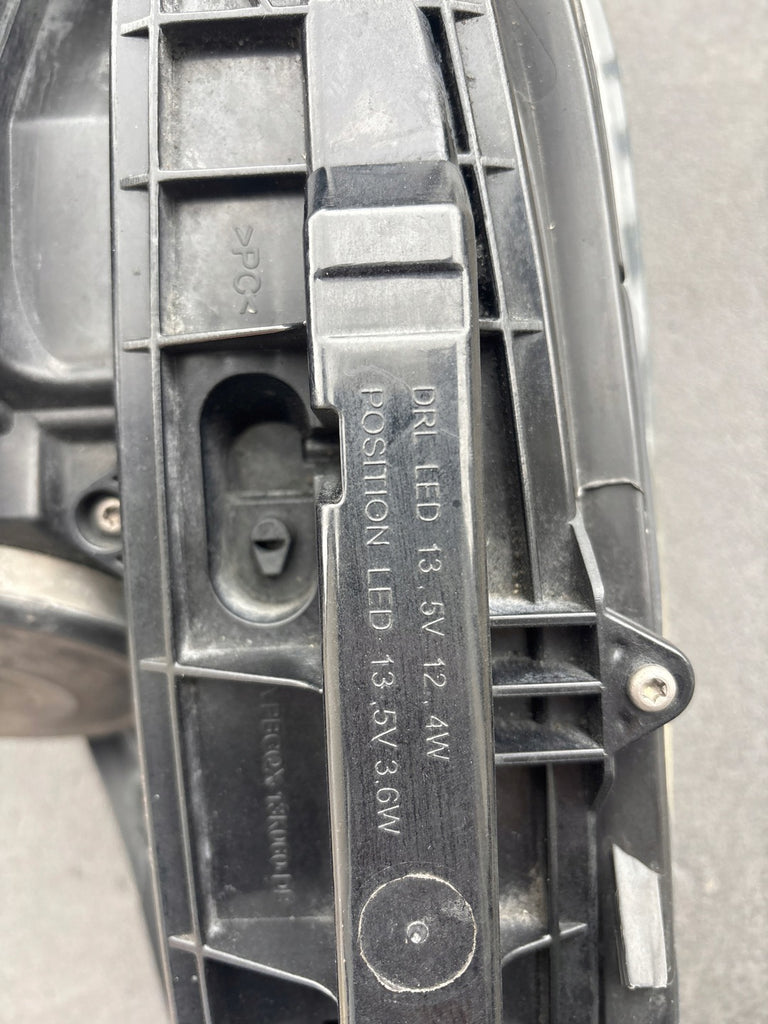 >PC<
DRL LED 13,5V 12,4W
POSITION LED 13,5V 3.6W